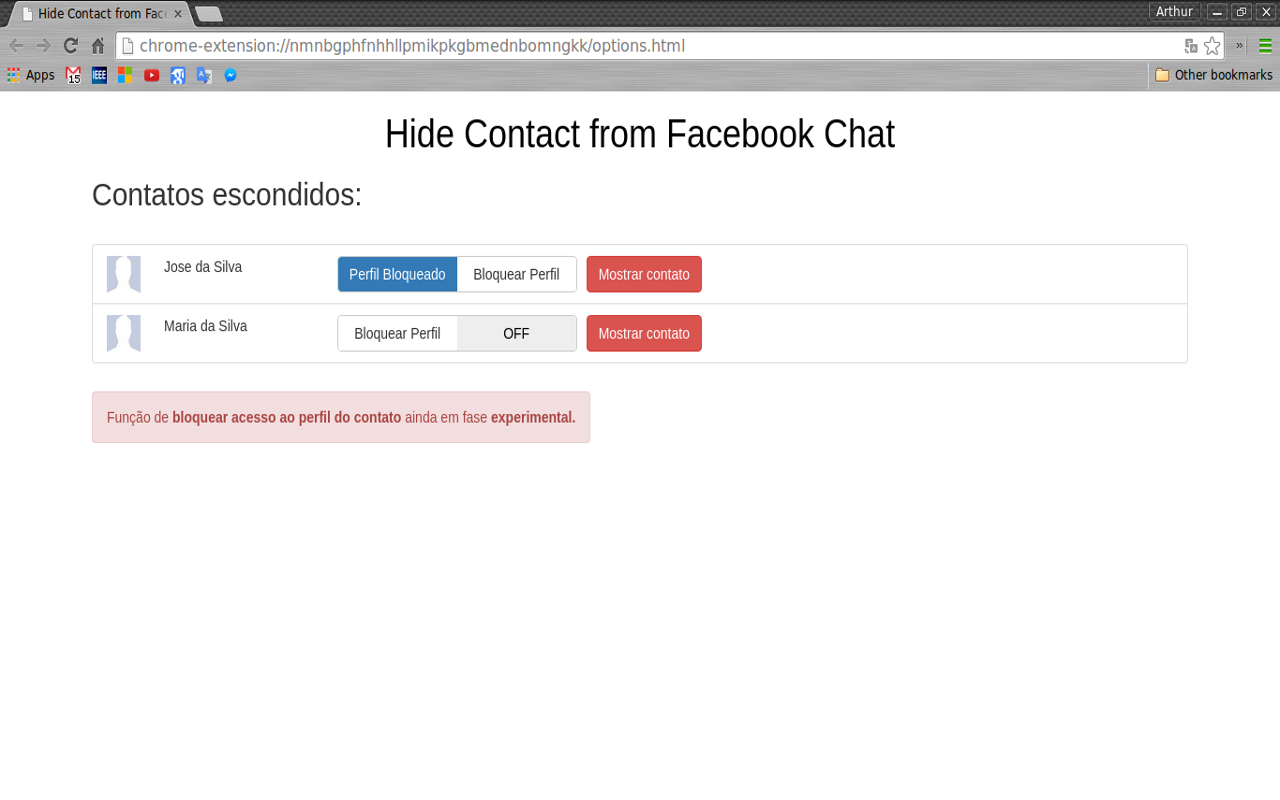 Hide Contact from Fac
Arthur
chrome-extension://nmnbgphfnhhllpmikpkgbmednbomngkk/options.html
»
Apps
15
IEEE
Other bookmarks
Hide Contact from Facebook Chat
Contatos escondidos:
Jose da Silva Perfil Bloqueado Bloquear Perfil Mostrar contato
Maria da Silva Bloquear Perfil OFF Mostrar contato
Função de bloquear acesso ao perfil do contato ainda em fase experimental.